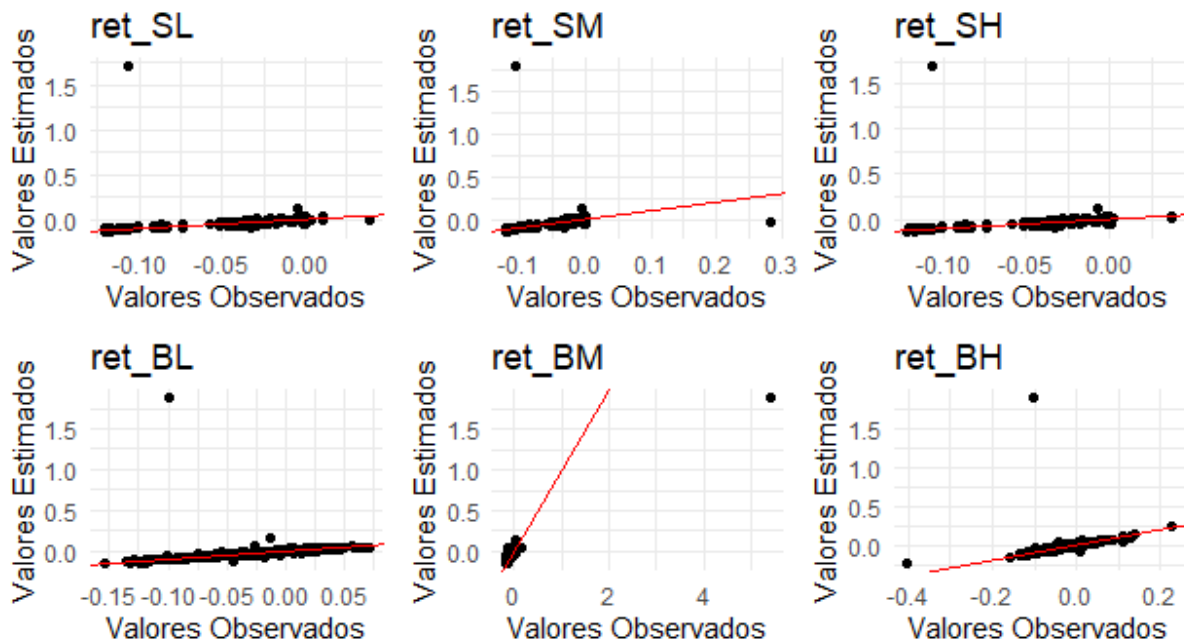 ret_SL
Valores Estimados
1.5
1.0
0.5
0.0
-0.10 -0.05 0.00
Valores Observados
ret_SM
Valores Estimados
1.5
1.0
0.5
0.0
-0.1 0.0 0.1 0.2 0.3
Valores Observados
ret_SH
Valores Estimados
1.5
1.0
0.5
0.0
-0.10 -0.05 0.00
Valores Observados
ret_BL
Valores Estimados
1.5
1.0
0.5
0.0
-0.15 -0.10 -0.05 0.00 0.05
Valores Observados
ret_BM
Valores Estimados
1.5
1.0
0.5
0.0
0 2 4
Valores Observados
ret_BH
Valores Estimados
1.5
1.0
0.5
0.0
-0.4 -0.2 0.0 0.2
Valores Observados